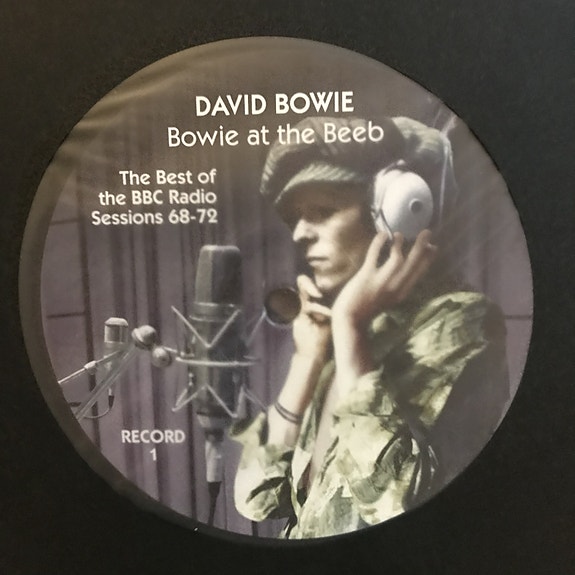 DAVID BOWIE
Bowie at the Beeb
The Best of
the BBC Radio
Sessions 68-72
RECORD
1